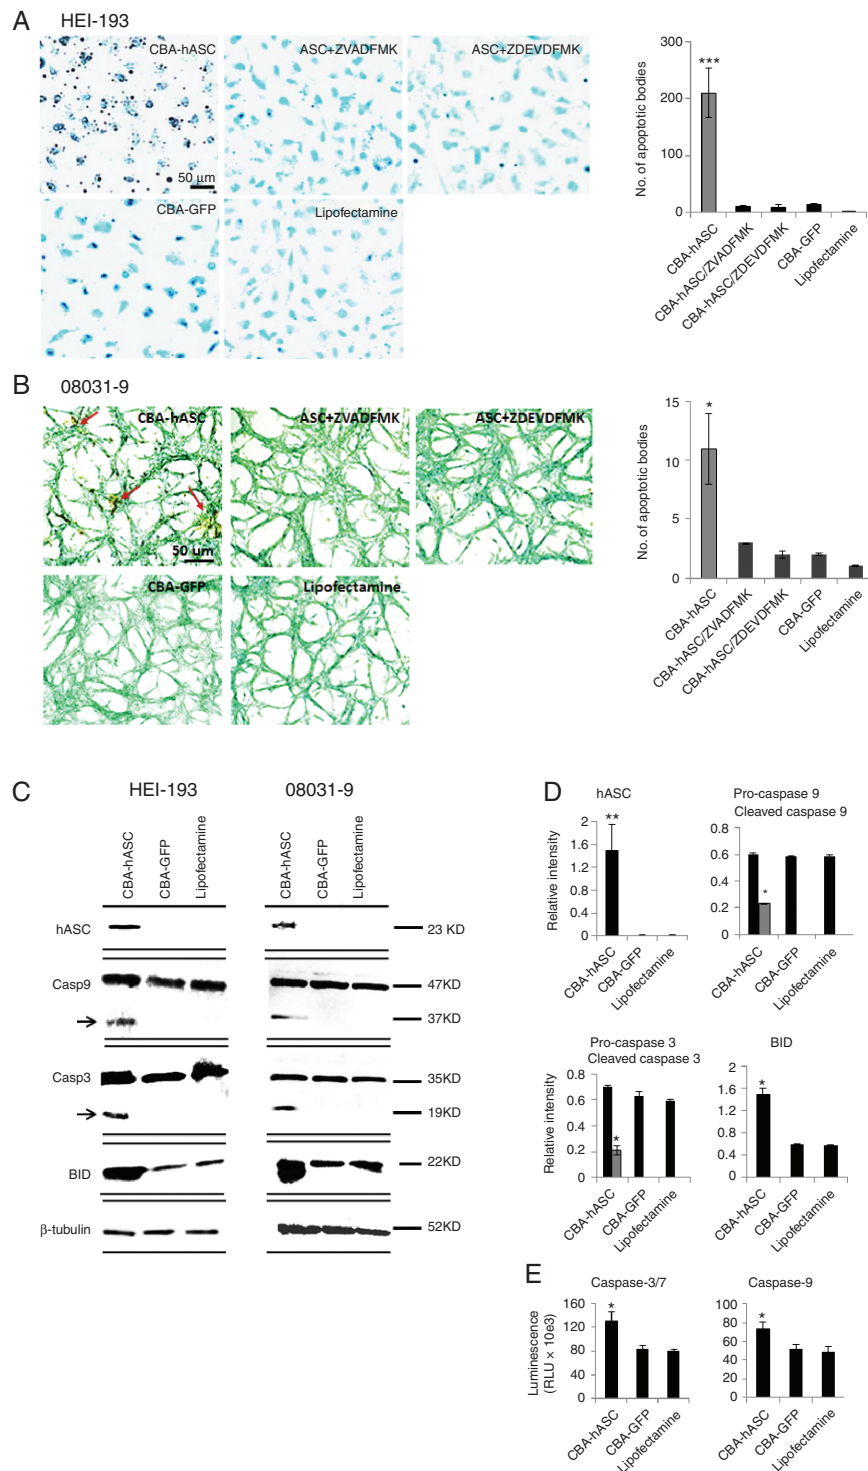 A HEI-193
CBA-hASC
ASC+ZVADFMK
ASC+ZDEVDFMK
50 µm
CBA-GFP
Lipofectamine
No. of apoptotic bodies
300
200
100
0
***
CBA-hASC
CBA-hASC/ZVADFMK
CBA-hASC/ZDEVDFMK
CBA-GFP
Lipofectamine
B 08031-9
CBA-hASC
ASC+ZVADFMK
ASC+ZDEVDFMK
50 um
CBA-GFP
Lipofectamine
No. of apoptotic bodies
15
10
5
0
*
CBA-hASC
CBA-hASC/ZVADFMK
CBA-hASC/ZDEVDFMK
CBA-GFP
Lipofectamine
C HEI-193 08031-9
CBA-hASC
CBA-GFP
Lipofectamine
CBA-hASC
CBA-GFP
Lipofectamine
hASC 23 KD
Casp9 47KD
37KD
Casp3 35KD
19KD
BID 22KD
β-tubulin 52KD
D
hASC
Relative intensity
2
1.6
1.2
0.8
0.4
0
**
CBA-hASC
CBA-GFP
Lipofectamine
Pro-caspase 9
Cleaved caspase 9
0.8
0.6
0.4
0.2
0
*
CBA-hASC
CBA-GFP
Lipofectamine
Pro-caspase 3
Cleaved caspase 3
Relative intensity
0.8
0.6
0.4
0.2
0
*
CBA-hASC
CBA-GFP
Lipofectamine
BID
2
1.6
1.2
0.8
0.4
0
*
CBA-hASC
CBA-GFP
Lipofectamine
E
Caspase-3/7
Luminescence
(RLU × 10e3)
160
120
80
40
0
*
CBA-hASC
CBA-GFP
Lipofectamine
Caspase-9
100
80
60
40
20
0
*
CBA-hASC
CBA-GFP
Lipofectamine